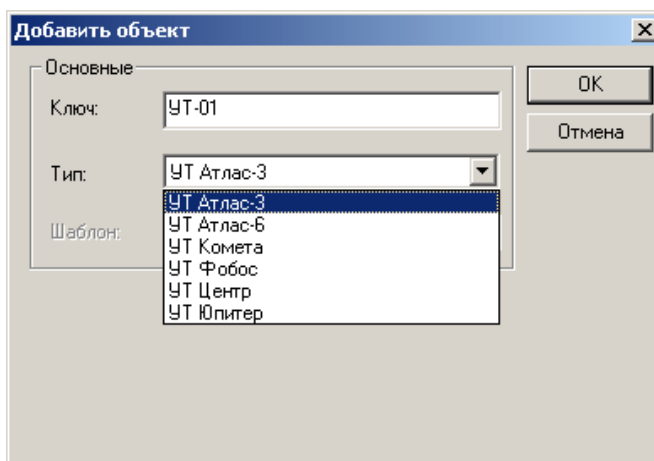 Добавить объект
Основные
Ключ:
УТ-01
OK
Отмена
Тип:
УТ Атлас-3
УТ Атлас-3
УТ Атлас-6
Шаблон:
УТ Комета
УТ Фобос
УТ Центр
УТ Юпитер